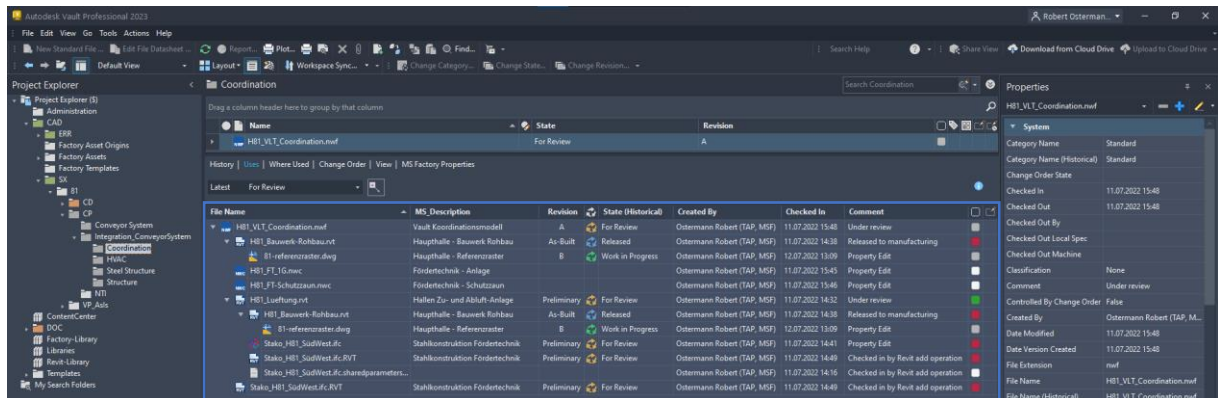 Autodesk Vault Professional 2023
Robert Osterman...
File Edit View Go Tools Actions Help
New Standard File ... Edit File Datasheet ... Report... Plot... Find... Search Help Share View Download from Cloud Drive Upload to Cloud Drive
Default View Layout Workspace Sync... Change Category... Change State... Change Revision...
Project Explorer
Project Explorer ($)
Administration
CAD
ERR
Factory Asset Origins
Factory Assets
Factory Templates
SX
81
CD
CP
Conveyor System
Integration_ConveyorSystem
Coordination
HVAC
Steel Structure
Structure
NTI
VP_AsIs
ContentCenter
DOC
Factory-Library
Libraries
Revit-Library
Templates
My Search Folders
Coordination
Search Coordination
Drag a column header here to group by that column
Name State Revision
H81_VLT_Coordination.nwf For Review A
History | Uses | Where Used | Change Order | View | MS Factory Properties
Latest For Review
File Name MS_Description Revision State (Historical) Created By Checked In Comment
H81_VLT_Coordination.nwf Vault Koordinationsmodell A For Review Ostermann Robert (TAP, MSF) 11.07.2022 15:48 Under review
H81_Bauwerk-Rohbau.rvt Haupthalle - Bauwerk Rohbau As-Built Released Ostermann Robert (TAP, MSF) 11.07.2022 14:38 Released to manufacturing
81-referenzraster.dwg Haupthalle - Referenzraster B Work in Progress Ostermann Robert (TAP, MSF) 12.07.2022 13:09 Property Edit
H81_FT-1G.nwc Fördertechnik - Anlage Ostermann Robert (TAP, MSF) 11.07.2022 15:45 Property Edit
H81_FT-Schutzzaun.nwc Fördertechnik - Schutzzaun Ostermann Robert (TAP, MSF) 11.07.2022 15:46 Property Edit
H81_Lueftung.rvt Hallen Zu- und Abluft-Anlage Preliminary For Review Ostermann Robert (TAP, MSF) 11.07.2022 14:32 Under review
H81_Bauwerk-Rohbau.rvt Haupthalle - Bauwerk Rohbau As-Built Released Ostermann Robert (TAP, MSF) 11.07.2022 14:38 Released to manufacturing
81-referenzraster.dwg Haupthalle - Referenzraster B Work in Progress Ostermann Robert (TAP, MSF) 12.07.2022 13:09 Property Edit
Stako_H81_SüdWest.ifc Stahlkonstruktion Fördertechnik Preliminary For Review Ostermann Robert (TAP, MSF) 11.07.2022 14:41 Property Edit
Stako_H81_SüdWest.ifc.RVT Stahlkonstruktion Fördertechnik Preliminary For Review Ostermann Robert (TAP, MSF) 11.07.2022 14:49 Checked in by Revit add operation
Stako_H81_SüdWest.ifc.sharedparameters... Ostermann Robert (TAP, MSF) 11.07.2022 14:16 Checked in by Revit add operation
Stako_H81_SüdWest.ifc.RVT Stahlkonstruktion Fördertechnik Preliminary For Review Ostermann Robert (TAP, MSF) 11.07.2022 14:49 Checked in by Revit add operation
Properties
H81_VLT_Coordination.nwf
System
Category Name Standard
Category Name (Historical) Standard
Change Order State
Checked In 11.07.2022 15:48
Checked Out 11.07.2022 15:48
Checked Out By
Checked Out Local Spec
Checked Out Machine
Classification None
Comment Under review
Controlled By Change Order False
Created By Ostermann Robert (TAP, M...
Date Modified 11.07.2022 15:48
Date Version Created 11.07.2022 15:48
File Extension nwf
File Name H81_VLT_Coordination.nwf
File Name (Historical) H81_VLT_Coordination.nwf